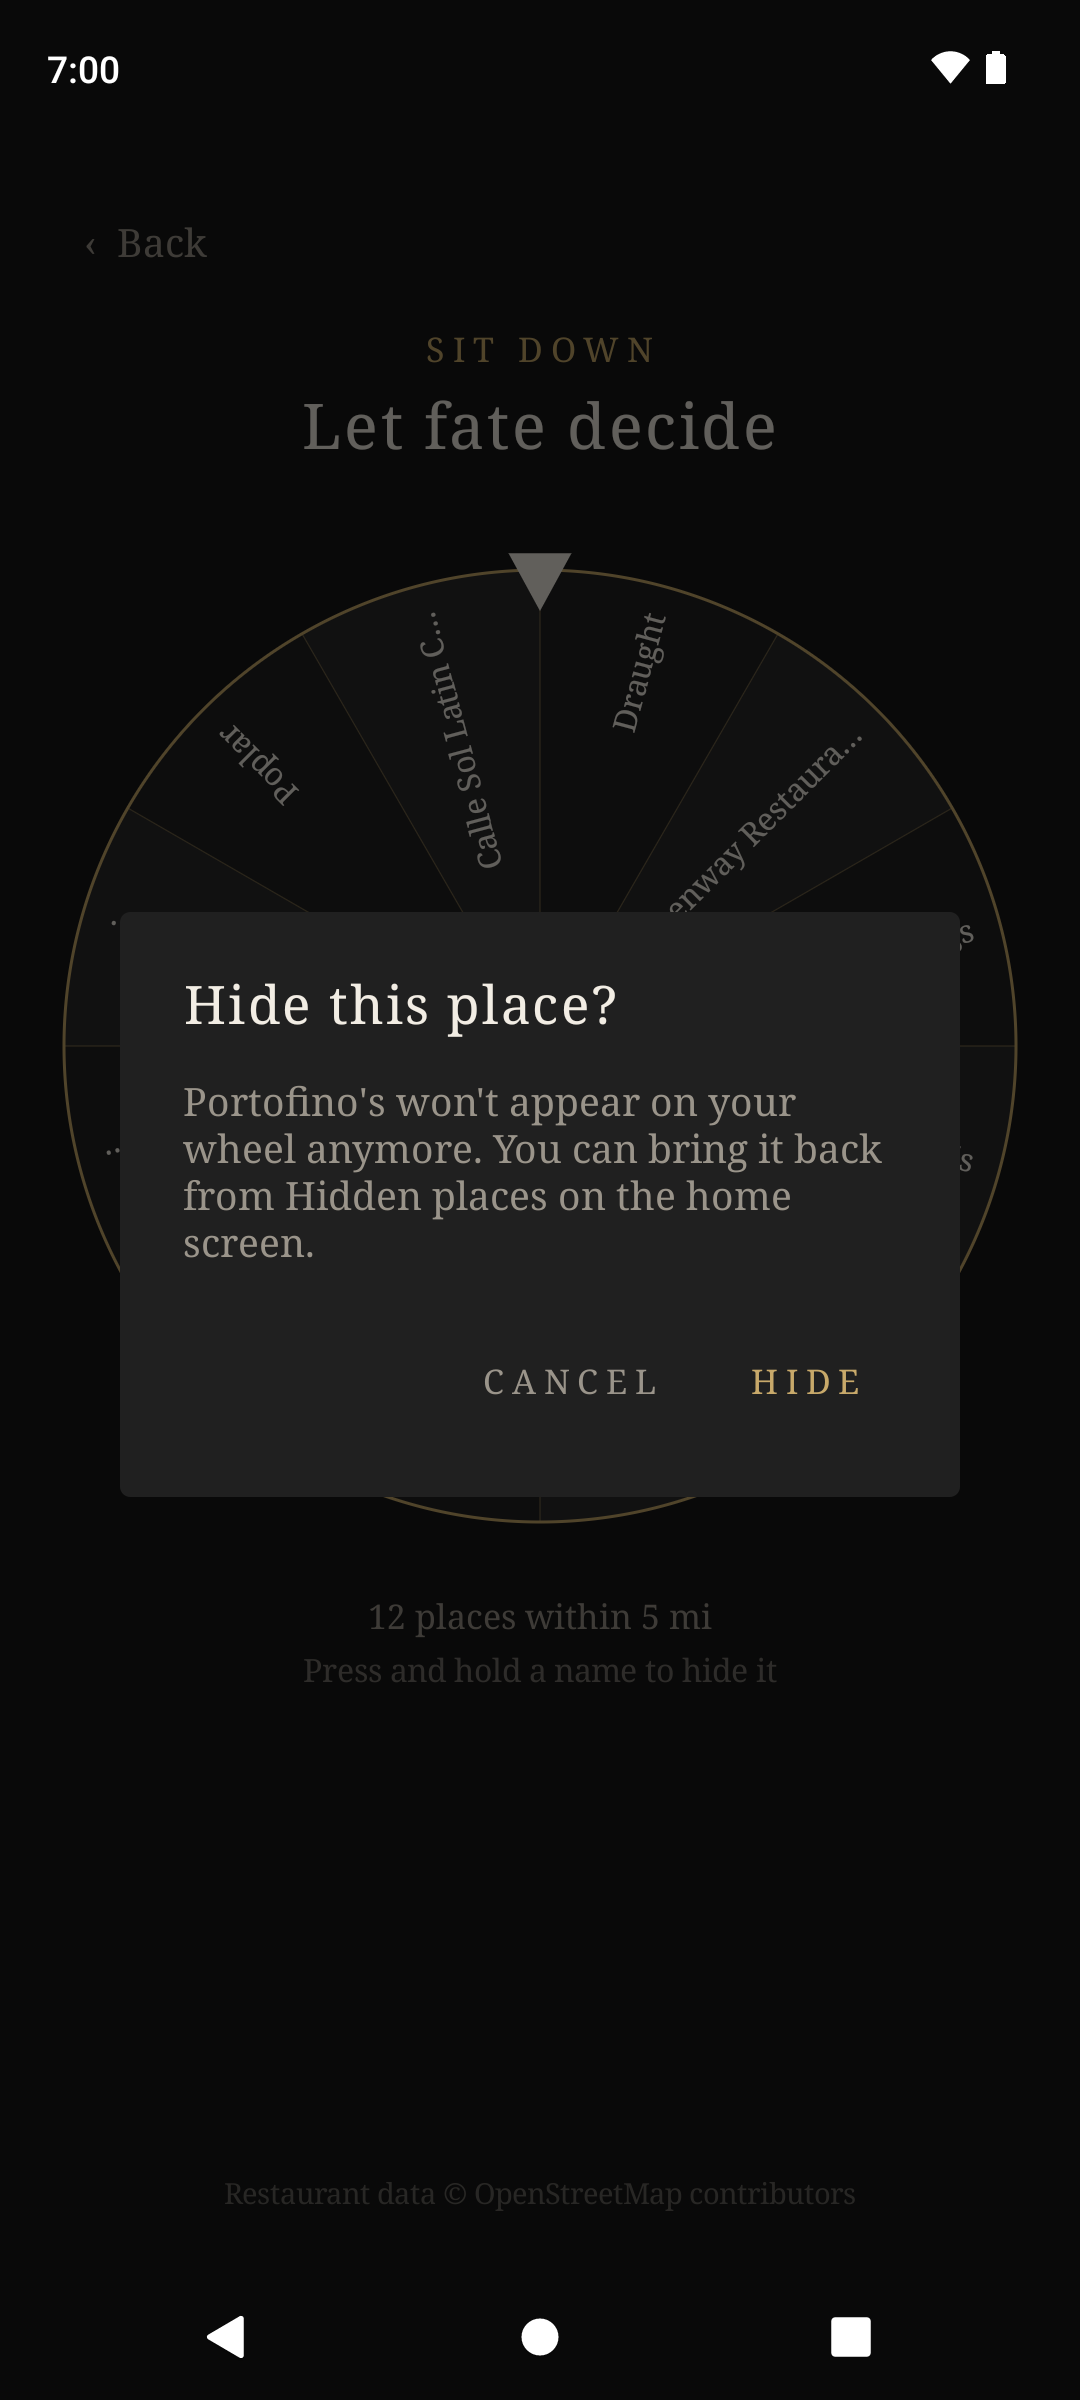 7:00
‹ Back
SIT DOWN
Let fate decide
Poplar
Calle Sol Latin C...
Draught
enway Restaura...
Hide this place?
Portofino's won't appear on your
wheel anymore. You can bring it back
from Hidden places on the home
screen.
CANCEL HIDE
12 places within 5 mi
Press and hold a name to hide it
Restaurant data © OpenStreetMap contributors